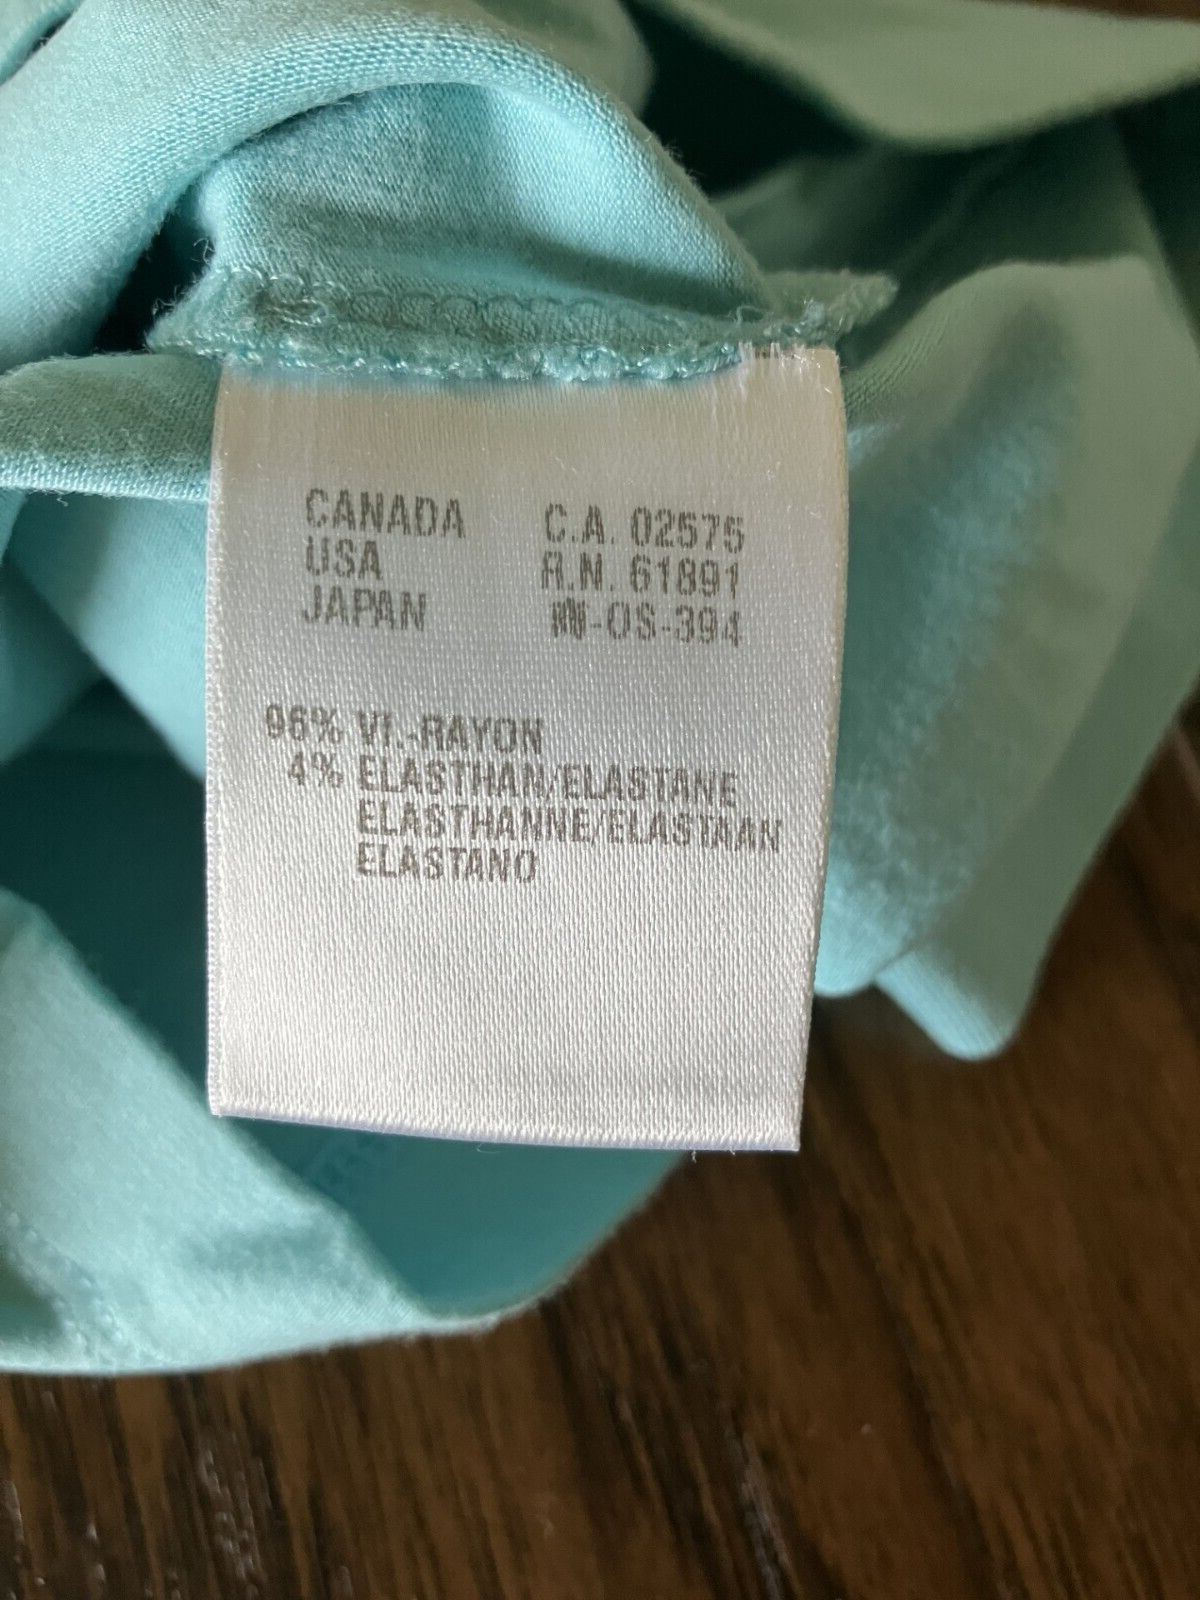 CANADA C.A. 02575
USA R.N. 61891
JAPAN -OS-394
96% VI.-RAYON
4% ELASTHAN/ELASTANE
ELASTHANNE/ELASTAAN
ELASTANO